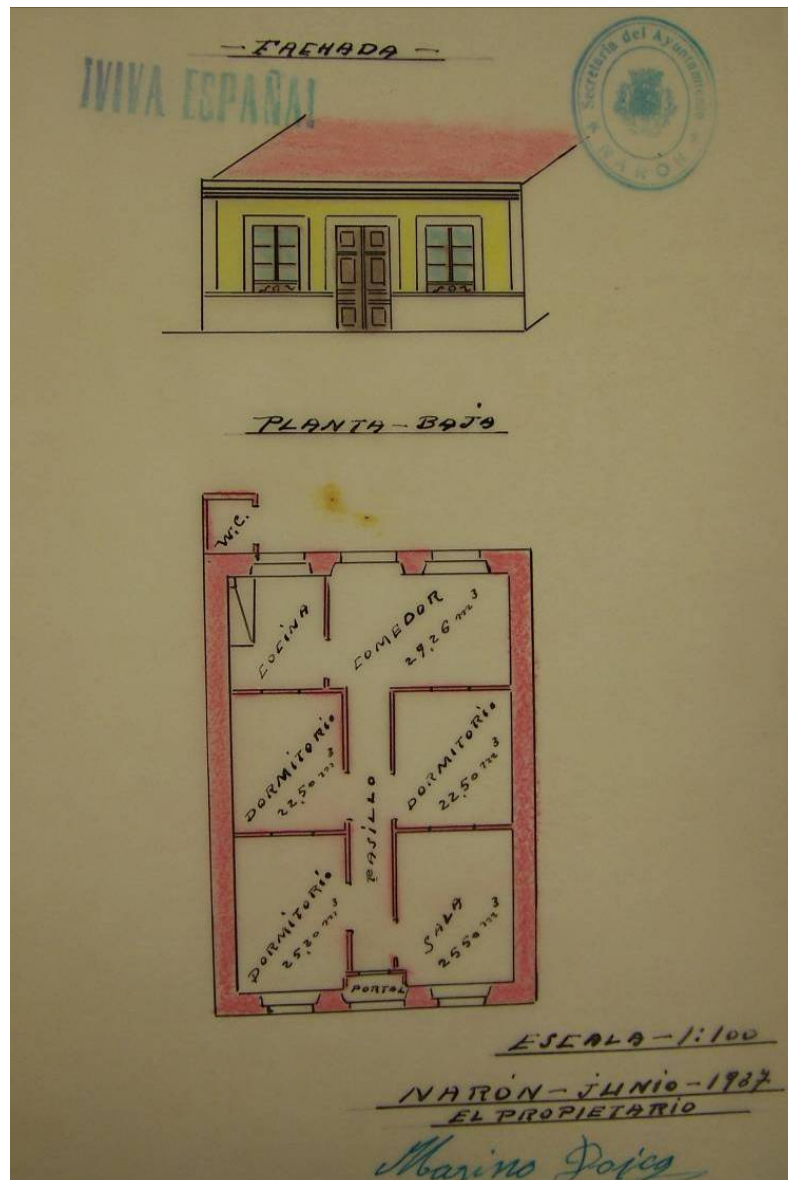 - FACHADA -
¡VIVA ESPAÑA!
Secretaria del Ayuntamiento
NARÓN
PLANTA - BAJA
W.C.
COCINA
COMEDOR
29,26 m³
DORMITORIO
22,50 m³
DORMITORIO
22,50 m³
PASILLO
DORMITORIO
25,20 m³
SALA
25,50 m³
PORTAL
ESCALA - 1:100
NARÓN - JUNIO - 1937
EL PROPIETARIO
Marino